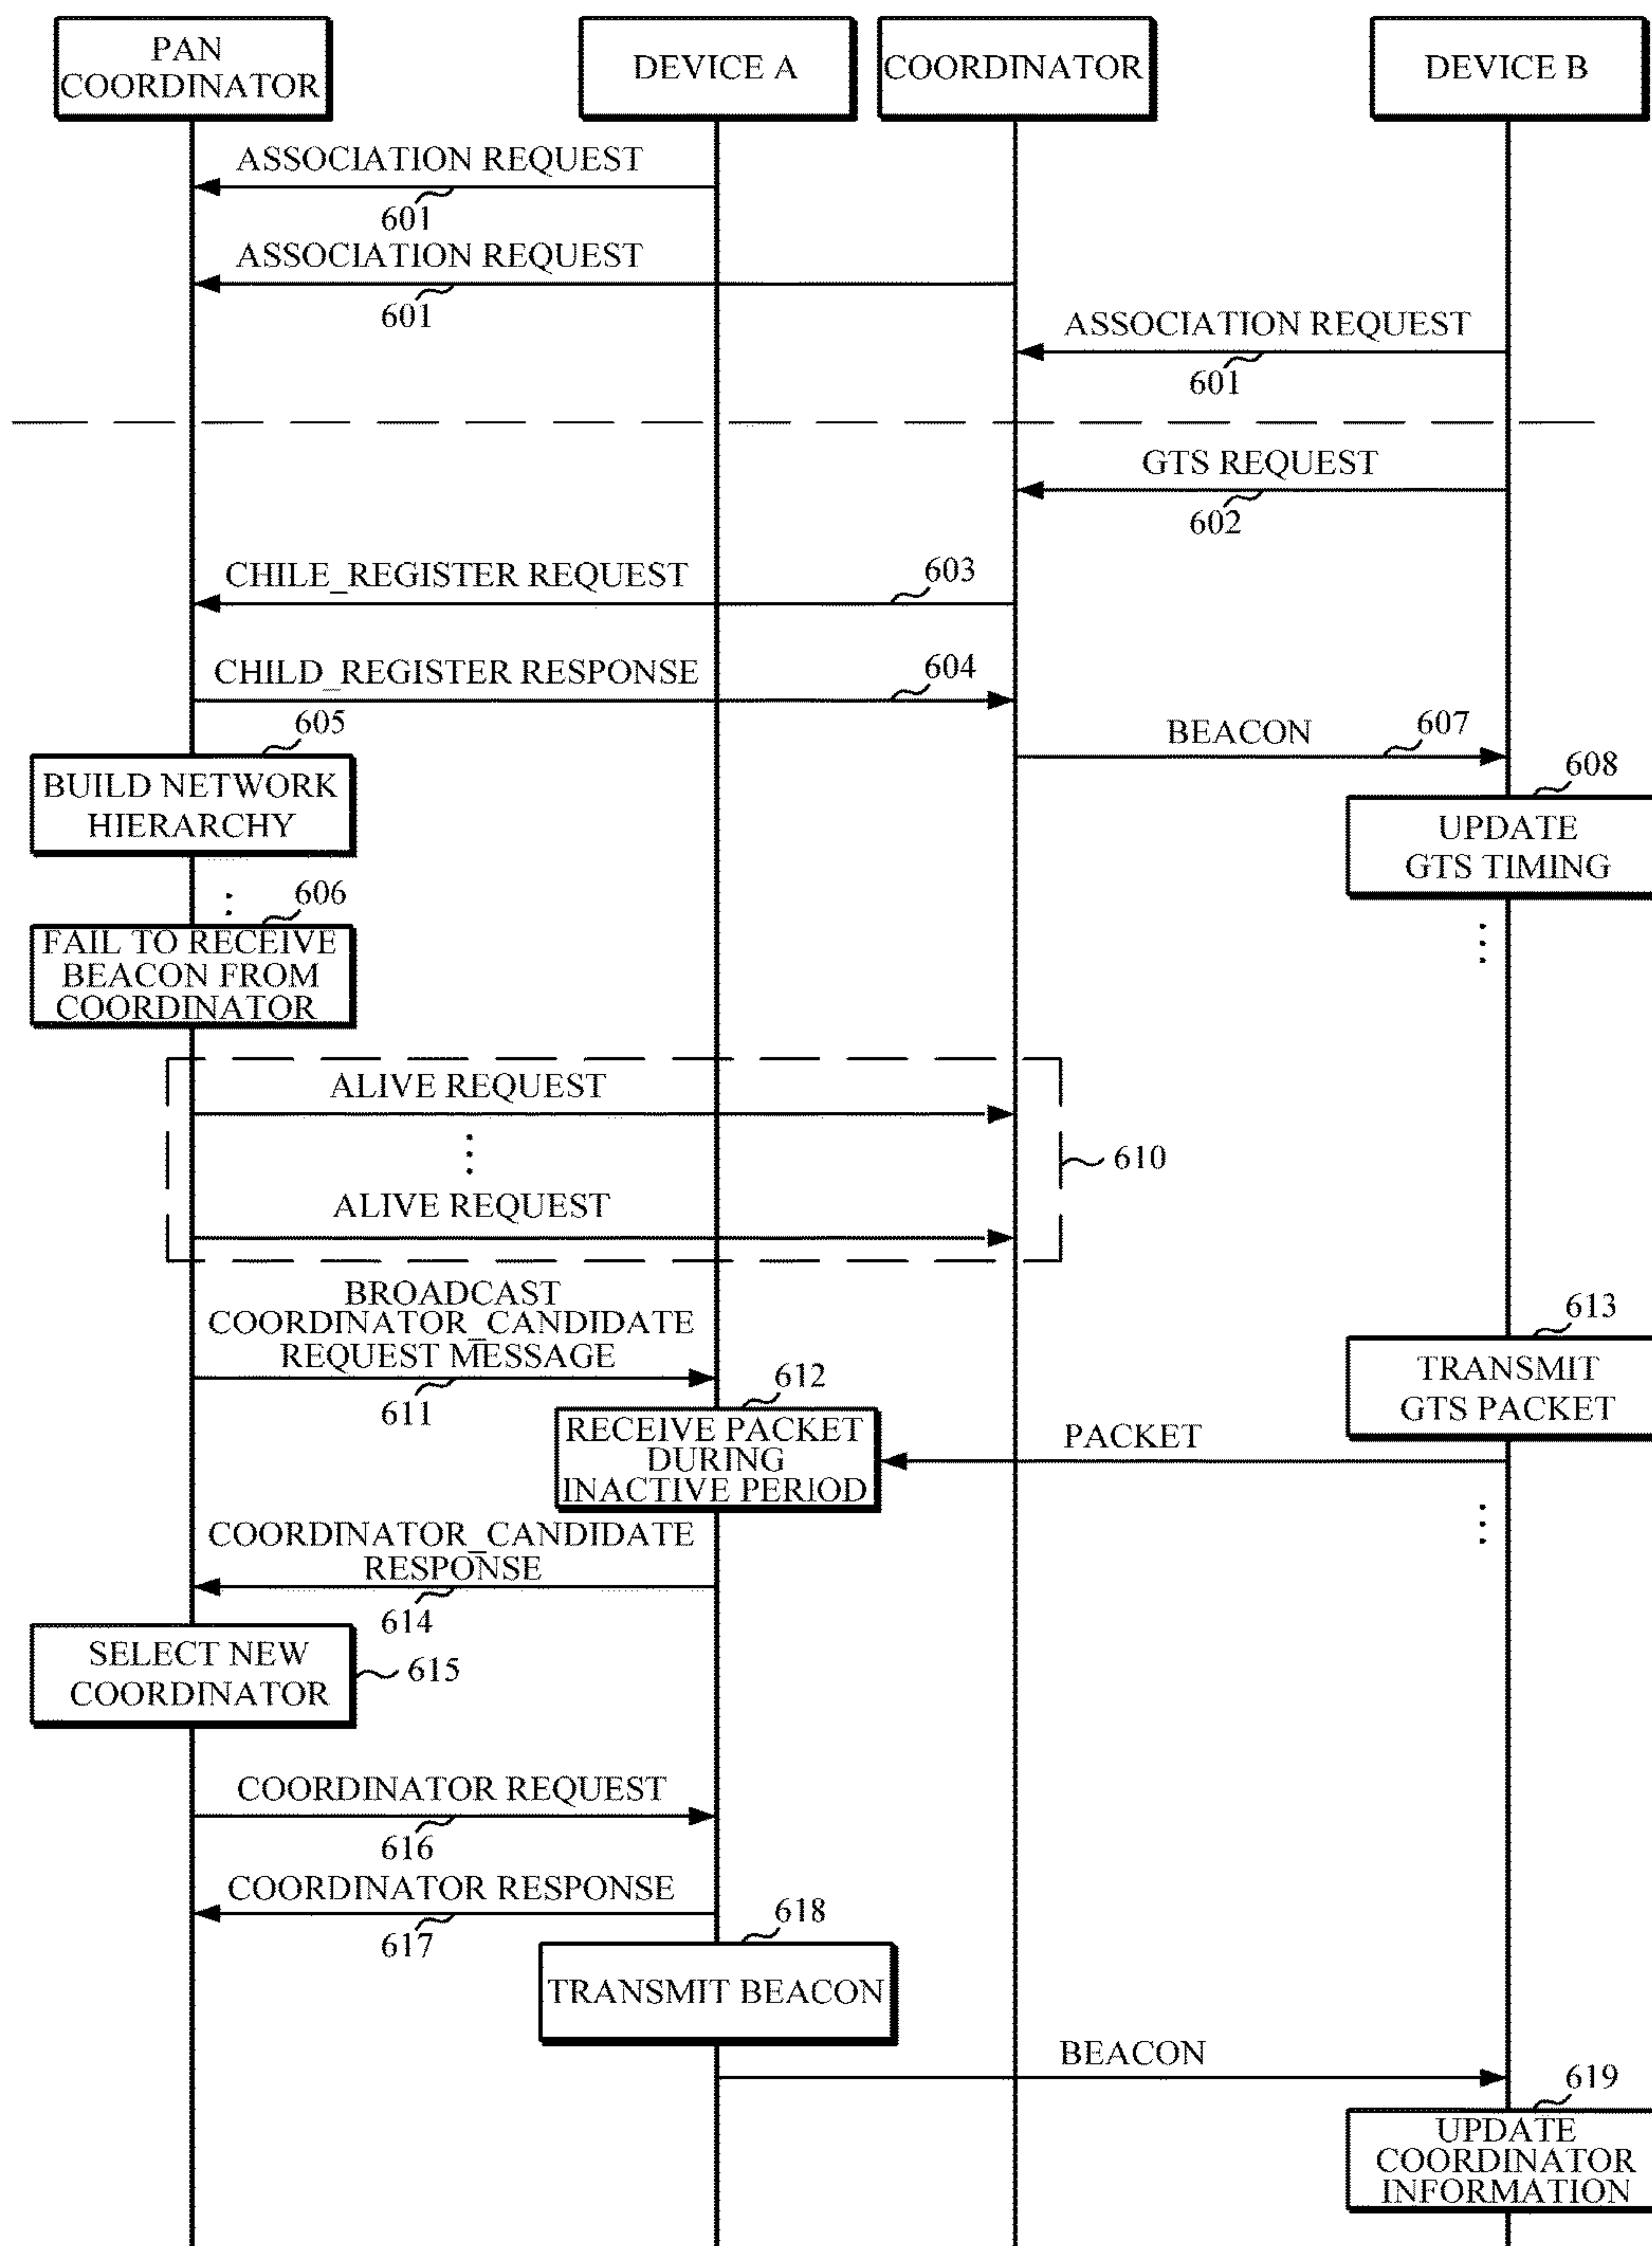 PAN
COORDINATOR
DEVICE A
COORDINATOR
DEVICE B
ASSOCIATION REQUEST
601
ASSOCIATION REQUEST
601
ASSOCIATION REQUEST
601
GTS REQUEST
602
CHILE_REGISTER REQUEST
603
CHILD_REGISTER RESPONSE
604
605
BUILD NETWORK
HIERARCHY
BEACON
607
608
UPDATE
GTS TIMING
606
FAIL TO RECEIVE
BEACON FROM
COORDINATOR
ALIVE REQUEST
610
ALIVE REQUEST
BROADCAST
COORDINATOR_CANDIDATE
REQUEST MESSAGE
611
612
RECEIVE PACKET
DURING
INACTIVE PERIOD
613
TRANSMIT
GTS PACKET
PACKET
COORDINATOR_CANDIDATE
RESPONSE
614
SELECT NEW
COORDINATOR
615
COORDINATOR REQUEST
616
COORDINATOR RESPONSE
617
618
TRANSMIT BEACON
BEACON
619
UPDATE
COORDINATOR
INFORMATION